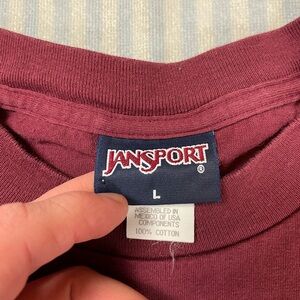 JANSPORT®
L
ASSEMBLED IN
MEXICO OF USA
COMPONENTS
100% COTTON